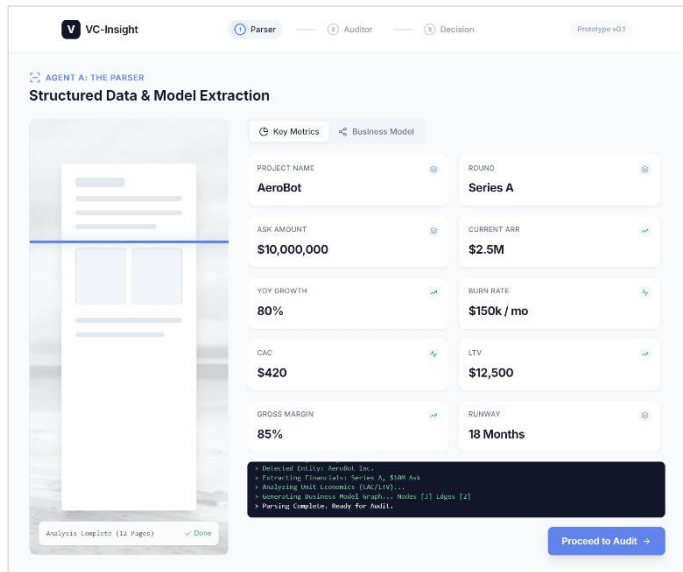 V VC-Insight
1 Parser
2 Auditor
3 Decision
Prototype v0.1
AGENT A: THE PARSER
Structured Data & Model Extraction
Key Metrics
Business Model
PROJECT NAME
AeroBot
ROUND
Series A
ASK AMOUNT
$10,000,000
CURRENT ARR
$2.5M
YOY GROWTH
80%
BURN RATE
$150k / mo
CAC
$420
LTV
$12,500
GROSS MARGIN
85%
RUNWAY
18 Months
> Detected Entity: AeroBot Inc.
> Extracting Financials: Series A, $10M Ask
> Analyzing Unit Economics (CAC/LTV)...
> Generating Business Model Graph... Nodes [3] Edges [2]
> Parsing Complete. Ready for Audit.
Analysis Complete (12 Pages)
Done
Proceed to Audit →